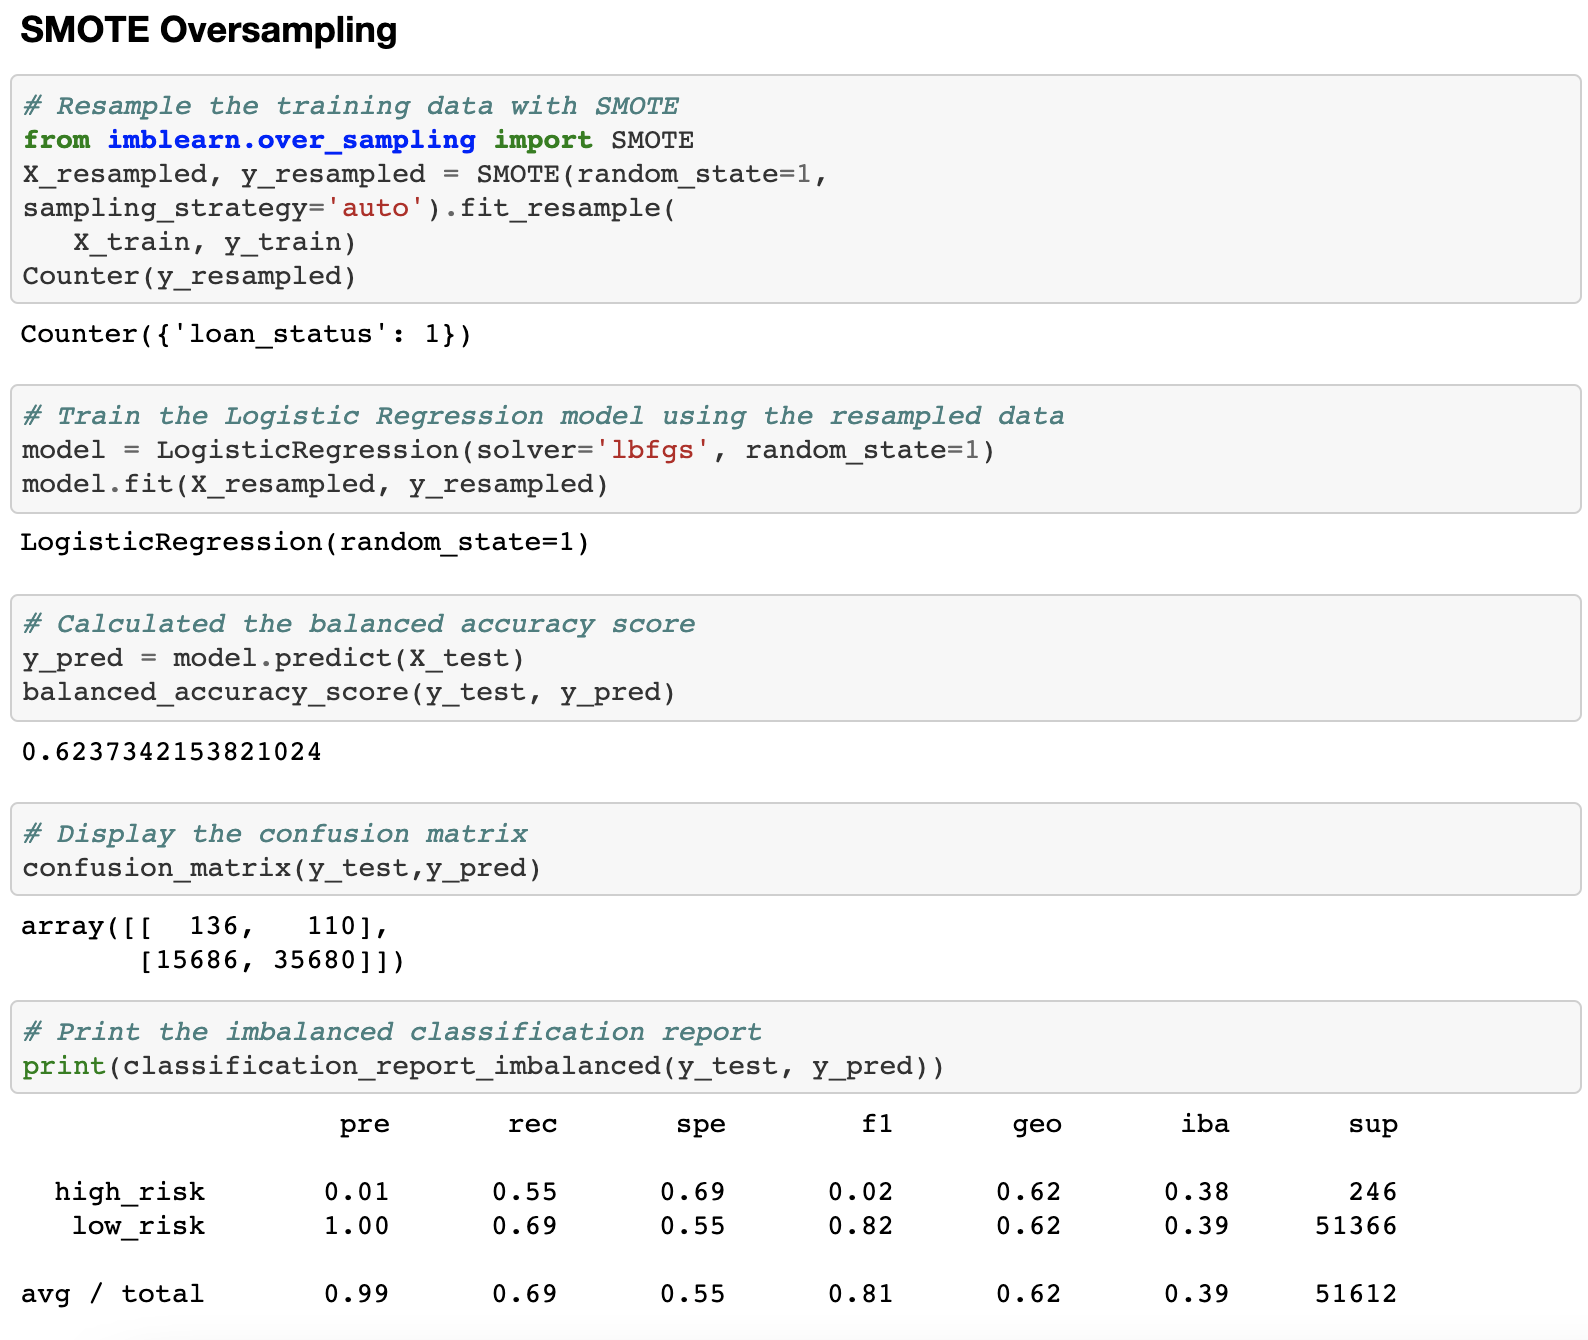 SMOTE Oversampling
# Resample the training data with SMOTE
from imblearn.over_sampling import SMOTE
X_resampled, y_resampled = SMOTE(random_state=1,
sampling_strategy='auto').fit_resample(
   X_train, y_train)
Counter(y_resampled)
Counter({'loan_status': 1})
# Train the Logistic Regression model using the resampled data
model = LogisticRegression(solver='lbfgs', random_state=1)
model.fit(X_resampled, y_resampled)
LogisticRegression(random_state=1)
# Calculated the balanced accuracy score
y_pred = model.predict(X_test)
balanced_accuracy_score(y_test, y_pred)
0.6237342153821024
# Display the confusion matrix
confusion_matrix(y_test,y_pred)
array([[  136,   110],
       [15686, 35680]])
# Print the imbalanced classification report
print(classification_report_imbalanced(y_test, y_pred))
                   pre       rec       spe        f1       geo       iba       sup
  high_risk       0.01      0.55      0.69      0.02      0.62      0.38       246
   low_risk       1.00      0.69      0.55      0.82      0.62      0.39     51366
avg / total       0.99      0.69      0.55      0.81      0.62      0.39     51612